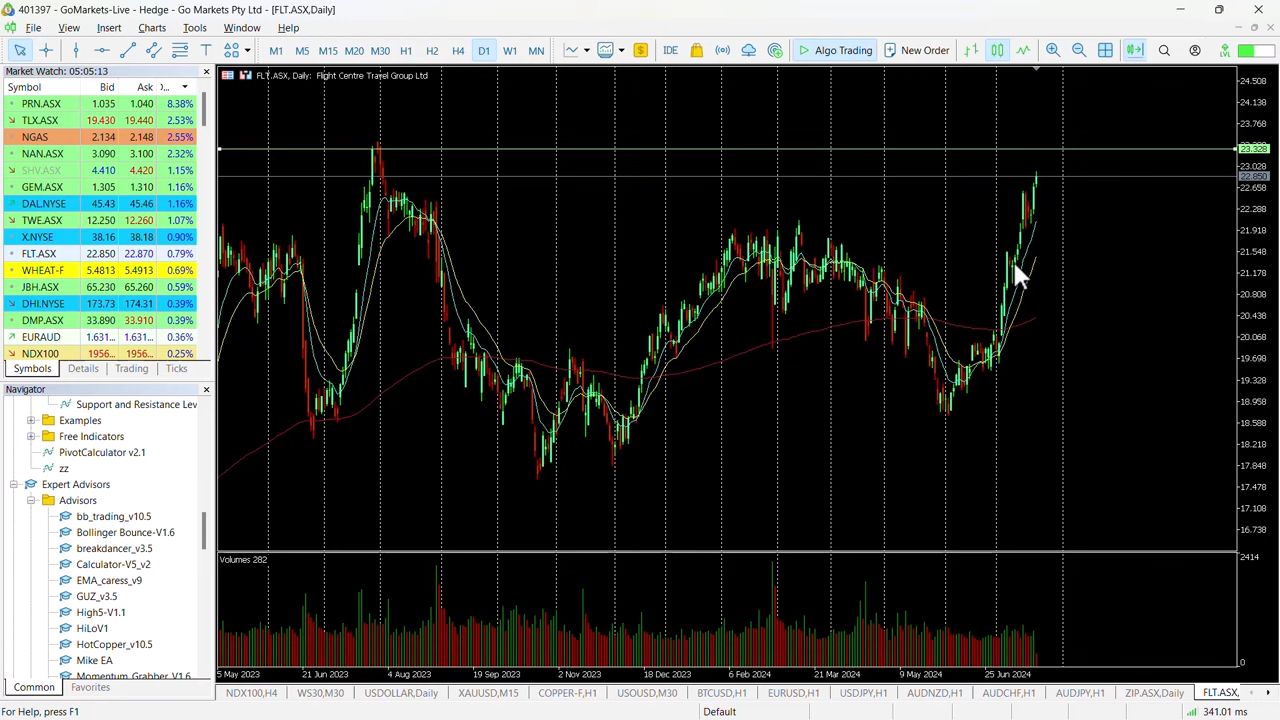 401397 - GoMarkets-Live - Hedge - Go Markets Pty Ltd - [FLT.ASX,Daily]
File View Insert Charts Tools Window Help
M1 M5 M15 M20 M30 H1 H2 H4 D1 W1 MN IDE Algo Trading New Order
Market Watch: 05:05:13
Symbol Bid Ask
PRN.ASX 1.035 1.040 8.38%
TLX.ASX 19.430 19.440 2.53%
NGAS 2.134 2.148 2.55%
NAN.ASX 3.090 3.100 2.32%
SHV.ASX 4.410 4.420 1.15%
GEM.ASX 1.305 1.310 1.16%
DAL.NYSE 45.43 45.46 1.16%
TWE.ASX 12.250 12.260 1.07%
X.NYSE 38.16 38.18 0.90%
FLT.ASX 22.850 22.870 0.79%
WHEAT-F 5.4813 5.4913 0.69%
JBH.ASX 65.230 65.260 0.59%
DHI.NYSE 173.73 174.31 0.39%
DMP.ASX 33.890 33.910 0.39%
EURAUD 1.631... 1.631... 0.36%
NDX100 1956... 1956... 0.25%
Symbols Details Trading Ticks
Navigator
Support and Resistance Lev
Examples
Free Indicators
PivotCalculator v2.1
zz
Expert Advisors
Advisors
bb_trading_v10.5
Bollinger Bounce-V1.6
breakdancer_v3.5
Calculator-V5_v2
EMA_caress_v9
GUZ_v3.5
High5-V1.1
HiLoV1
HotCopper_v10.5
Mike EA
Momentum Grabber V1.6
Common Favorites
FLT.ASX, Daily: Flight Centre Travel Group Ltd
24.508
24.138
23.768
23.328
23.028
22.850
22.658
22.288
21.918
21.548
21.178
20.808
20.438
20.068
19.698
19.328
18.958
18.588
18.218
17.848
17.478
17.108
16.738
Volumes 282
2414
0
5 May 2023 21 Jun 2023 4 Aug 2023 19 Sep 2023 2 Nov 2023 18 Dec 2023 6 Feb 2024 21 Mar 2024 9 May 2024 25 Jun 2024
NDX100,H4 WS30,M30 USDOLLAR,Daily XAUUSD,M15 COPPER-F,H1 USOUSD,M30 BTCUSD,H1 EURUSD,H1 USDJPY,H1 AUDNZD,H1 AUDCHF,H1 AUDJPY,H1 ZIP.ASX,Daily FLT.ASX,
For Help, press F1 Default 341.01 ms